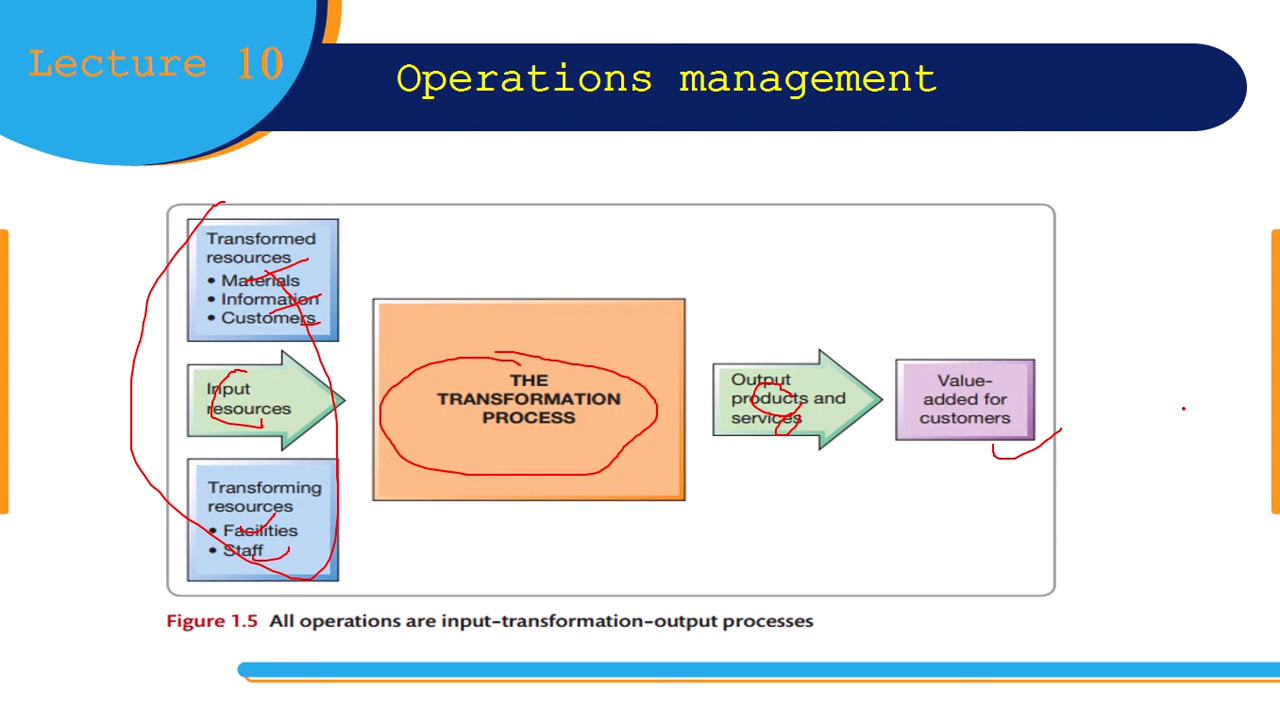 Lecture 10
Operations management
Transformed
resources
• Materials
• Information
• Customers
Input
resources
Transforming
resources
• Facilities
• Staff
THE
TRANSFORMATION
PROCESS
Output
products and
services
Value-
added for
customers
Figure 1.5 All operations are input–transformation–output processes